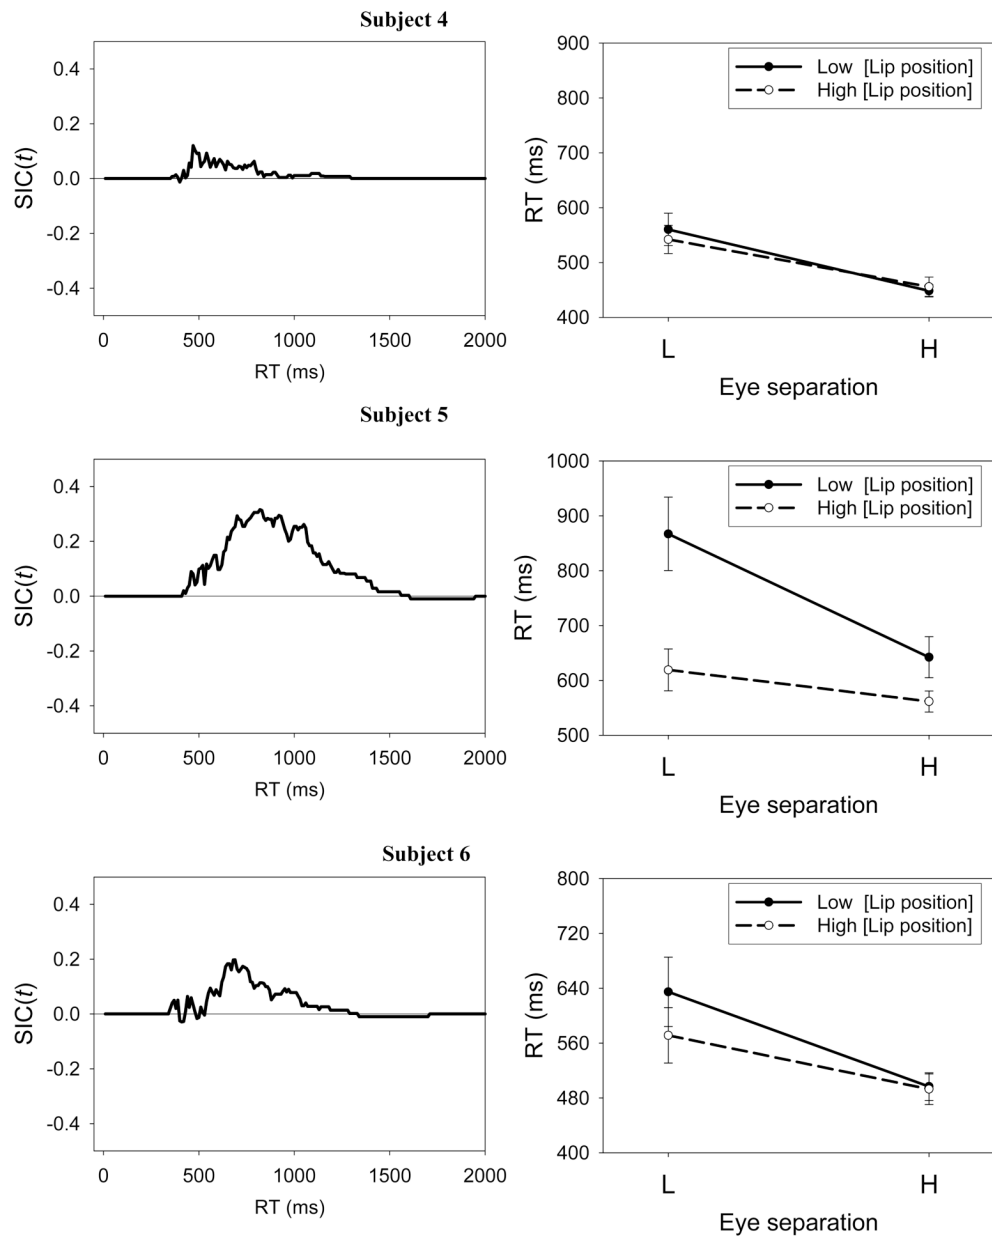 Subject 4
0.4
0.2
0.0
-0.2
-0.4
SIC(t)
0 500 1000 1500 2000
RT (ms)
900
800
700
600
500
400
RT (ms)
Low [Lip position]
High [Lip position]
L H
Eye separation
Subject 5
0.4
0.2
0.0
-0.2
-0.4
SIC(t)
0 500 1000 1500 2000
RT (ms)
1000
900
800
700
600
500
RT (ms)
Low [Lip position]
High [Lip position]
L H
Eye separation
Subject 6
0.4
0.2
0.0
-0.2
-0.4
SIC(t)
0 500 1000 1500 2000
RT (ms)
800
720
640
560
480
400
RT (ms)
Low [Lip position]
High [Lip position]
L H
Eye separation